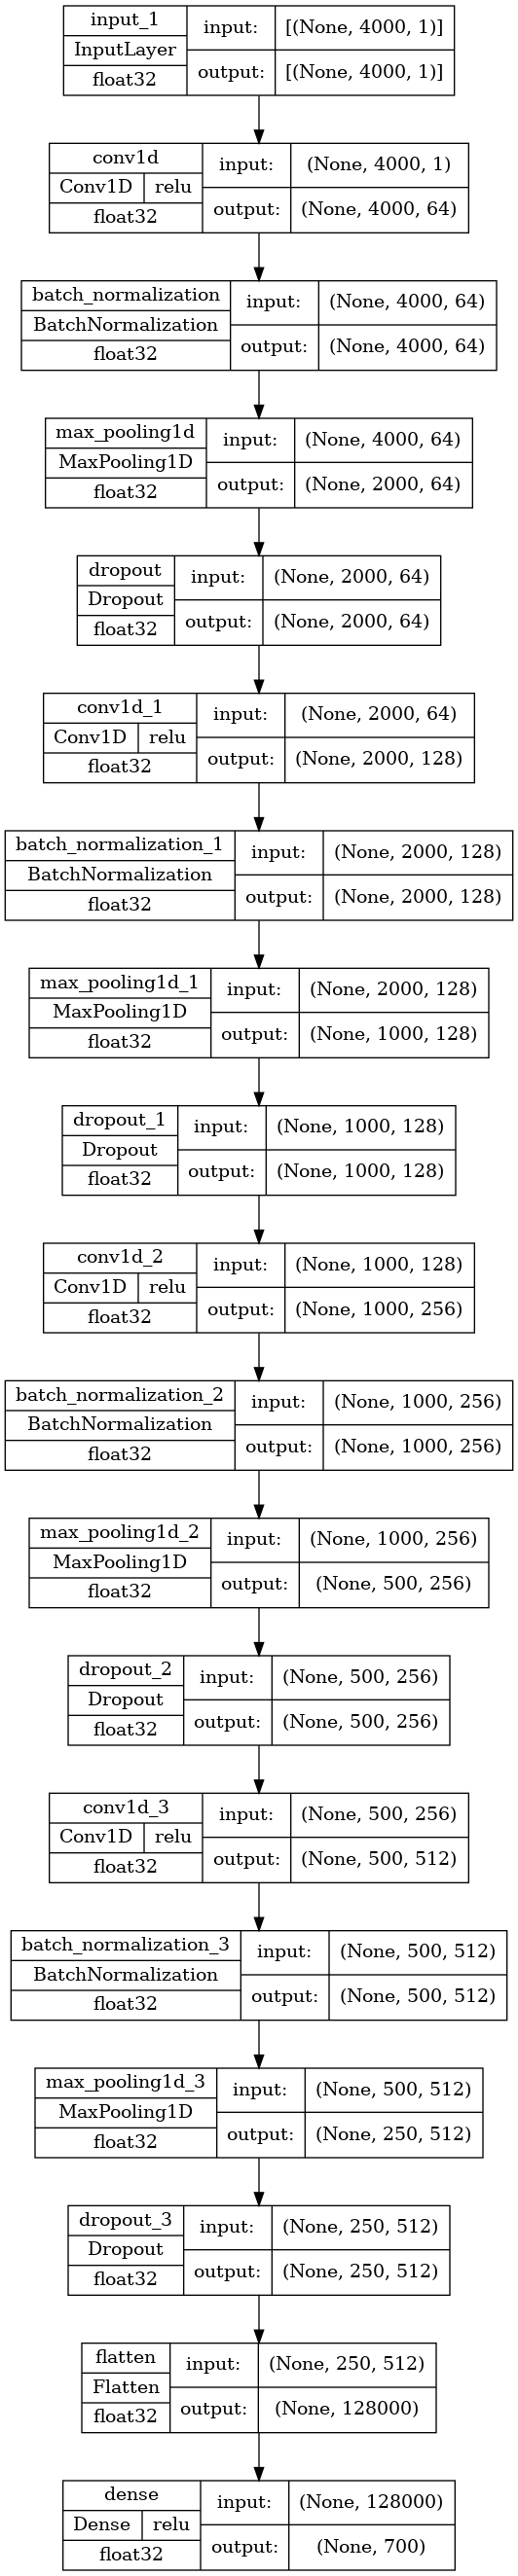 input_1
InputLayer
float32
input: [(None, 4000, 1)]
output: [(None, 4000, 1)]
conv1d
Conv1D relu
float32
input: (None, 4000, 1)
output: (None, 4000, 64)
batch_normalization
BatchNormalization
float32
input: (None, 4000, 64)
output: (None, 4000, 64)
max_pooling1d
MaxPooling1D
float32
input: (None, 4000, 64)
output: (None, 2000, 64)
dropout
Dropout
float32
input: (None, 2000, 64)
output: (None, 2000, 64)
conv1d_1
Conv1D relu
float32
input: (None, 2000, 64)
output: (None, 2000, 128)
batch_normalization_1
BatchNormalization
float32
input: (None, 2000, 128)
output: (None, 2000, 128)
max_pooling1d_1
MaxPooling1D
float32
input: (None, 2000, 128)
output: (None, 1000, 128)
dropout_1
Dropout
float32
input: (None, 1000, 128)
output: (None, 1000, 128)
conv1d_2
Conv1D relu
float32
input: (None, 1000, 128)
output: (None, 1000, 256)
batch_normalization_2
BatchNormalization
float32
input: (None, 1000, 256)
output: (None, 1000, 256)
max_pooling1d_2
MaxPooling1D
float32
input: (None, 1000, 256)
output: (None, 500, 256)
dropout_2
Dropout
float32
input: (None, 500, 256)
output: (None, 500, 256)
conv1d_3
Conv1D relu
float32
input: (None, 500, 256)
output: (None, 500, 512)
batch_normalization_3
BatchNormalization
float32
input: (None, 500, 512)
output: (None, 500, 512)
max_pooling1d_3
MaxPooling1D
float32
input: (None, 500, 512)
output: (None, 250, 512)
dropout_3
Dropout
float32
input: (None, 250, 512)
output: (None, 250, 512)
flatten
Flatten
float32
input: (None, 250, 512)
output: (None, 128000)
dense
Dense relu
float32
input: (None, 128000)
output: (None, 700)